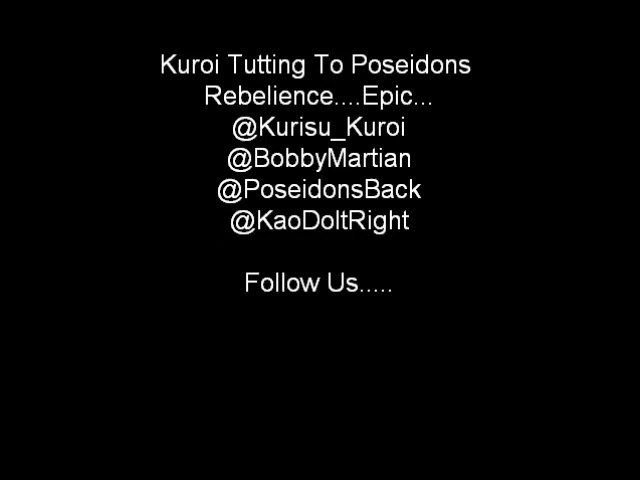 Kuroi Tutting To Poseidons
Rebelience....Epic...
@Kurisu_Kuroi
@BobbyMartian
@PoseidonsBack
@KaoDoItRight
Follow Us.....